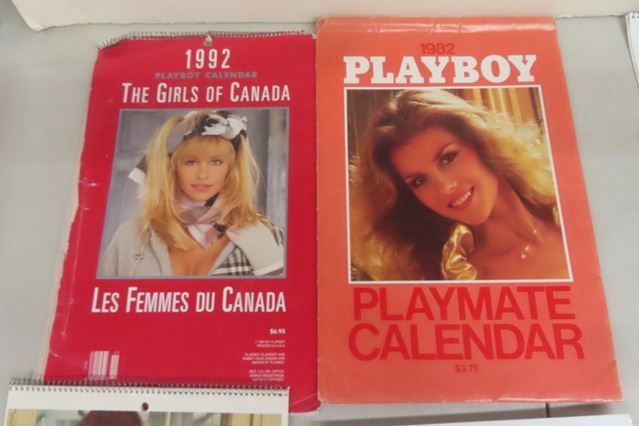 1992
PLAYBOY CALENDAR
THE GIRLS OF CANADA
LES FEMMES DU CANADA
$6.95
1982
PLAYBOY
PLAYMATE
CALENDAR
$3.75